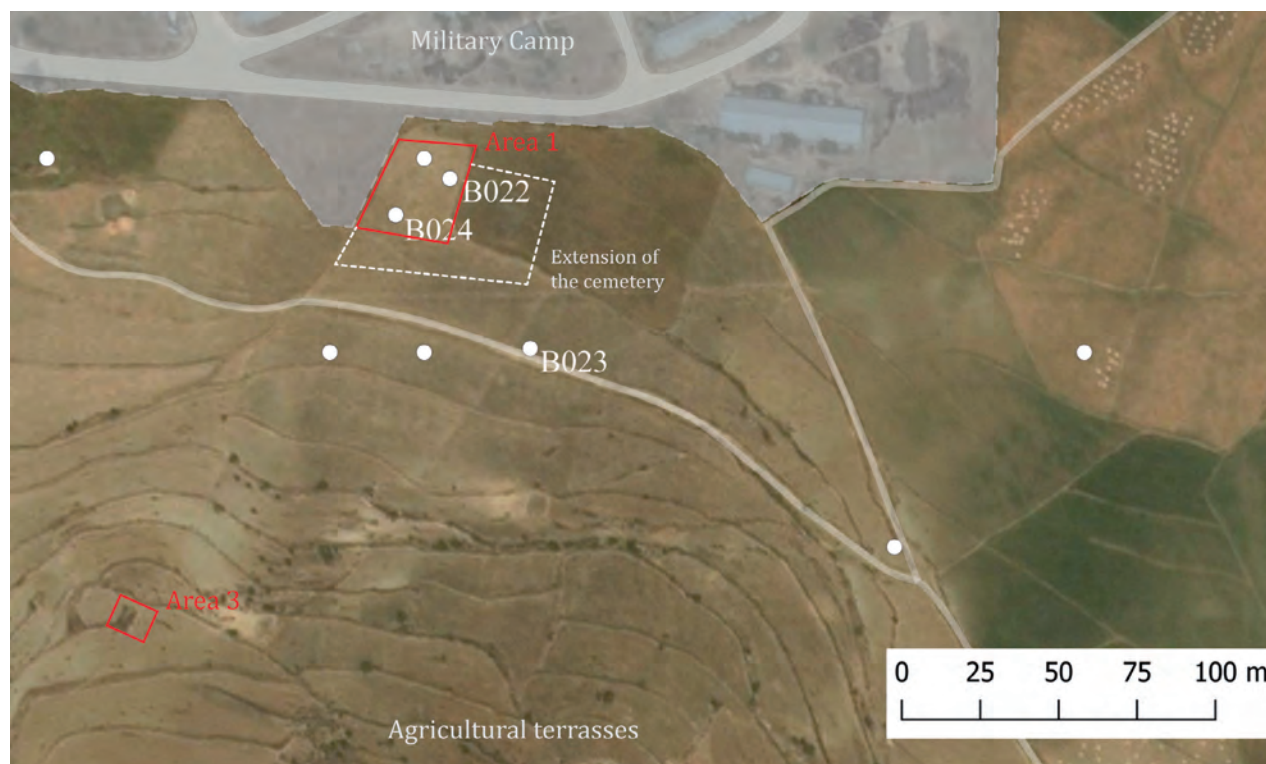 Military Camp
Area 1
B022
B024
Extension of
the cemetery
B023
Area 3
0 25 50 75 100 m
Agricultural terrasses